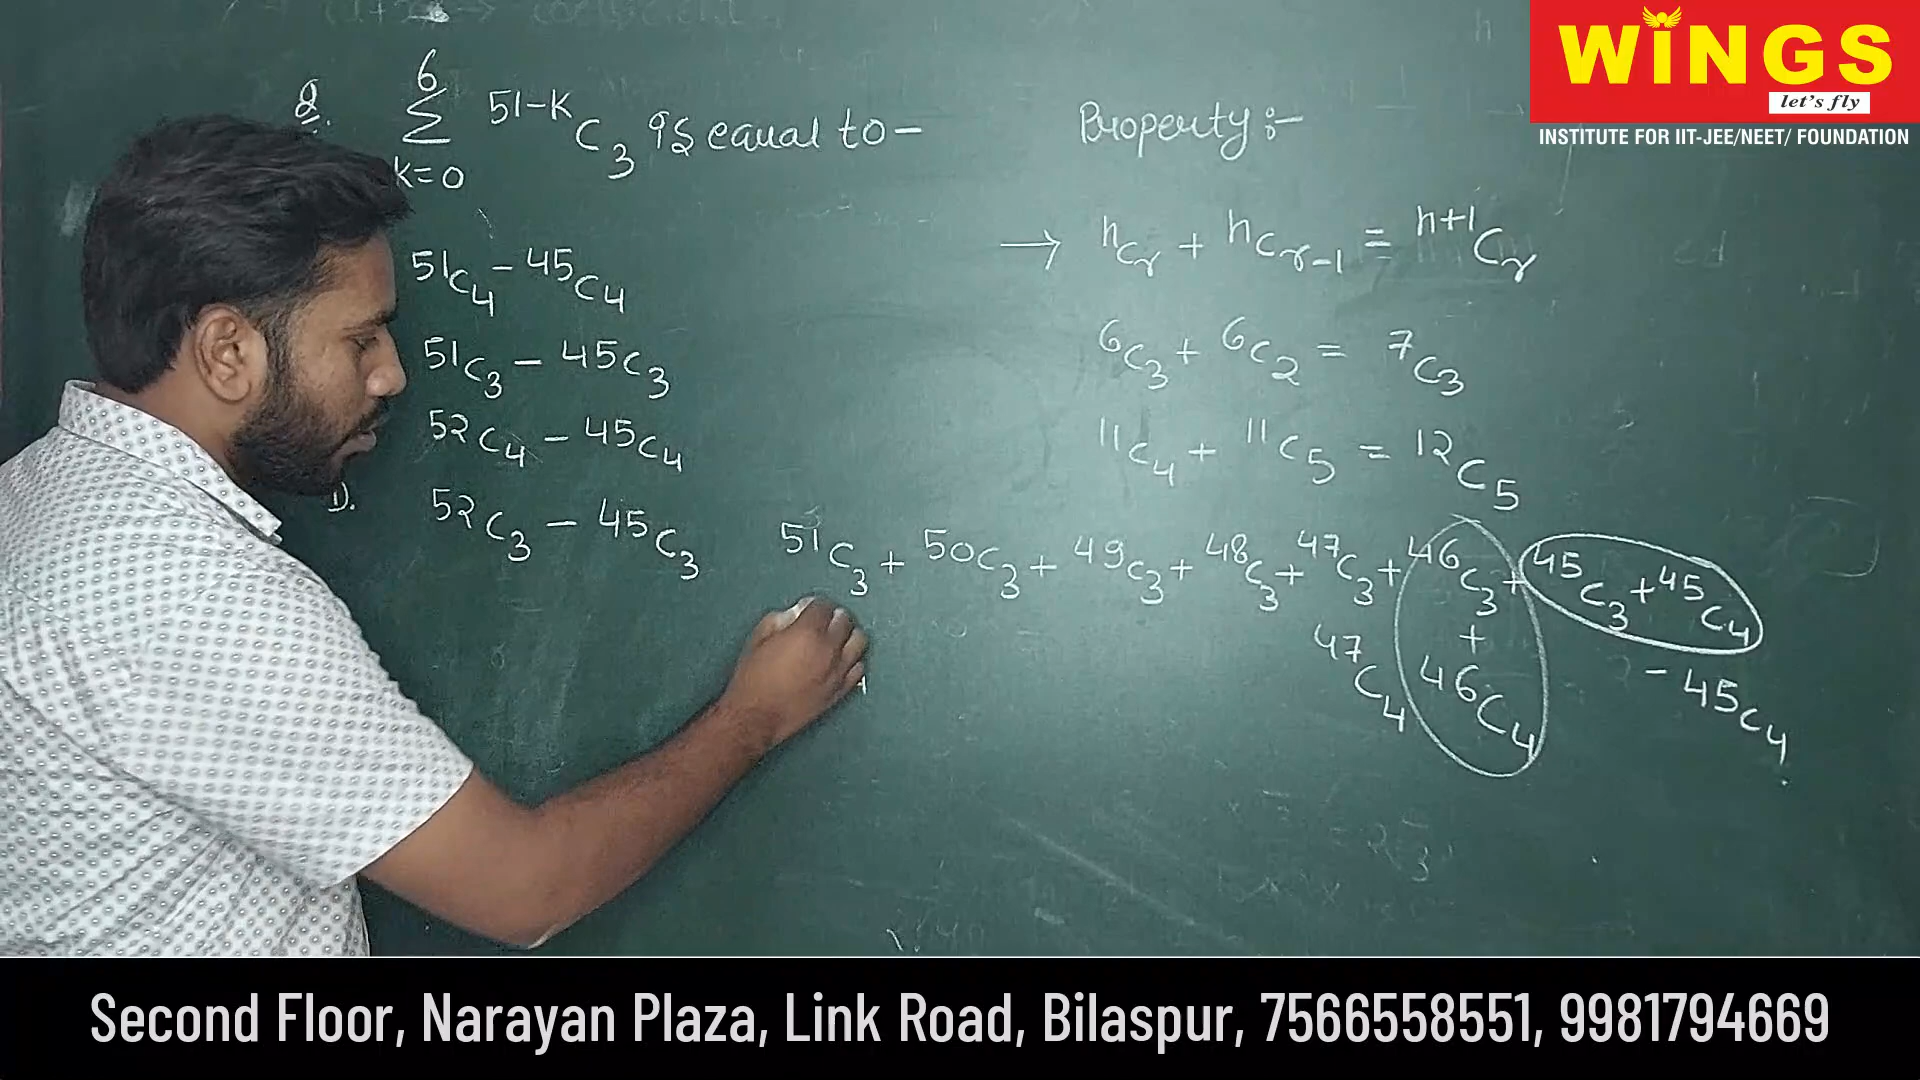 WiNGS
let's fly
INSTITUTE FOR IIT-JEE/NEET/ FOUNDATION
Q. 6 Σ k=0 51-K C 3 is equal to -
51C4 - 45C4
51C3 - 45C3
52C4 - 45C4
D. 52C3 - 45C3
Property :-
→ nCr + nCr-1 = n+1Cr
6C3 + 6C2 = 7C3
11C4 + 11C5 = 12C5
51C3 + 50C3 + 49C3 + 48C3 + 47C3 + 46C3 + 45C3 + 45C4
+
47C4 46C4 - 45C4
Second Floor, Narayan Plaza, Link Road, Bilaspur, 7566558551, 9981794669